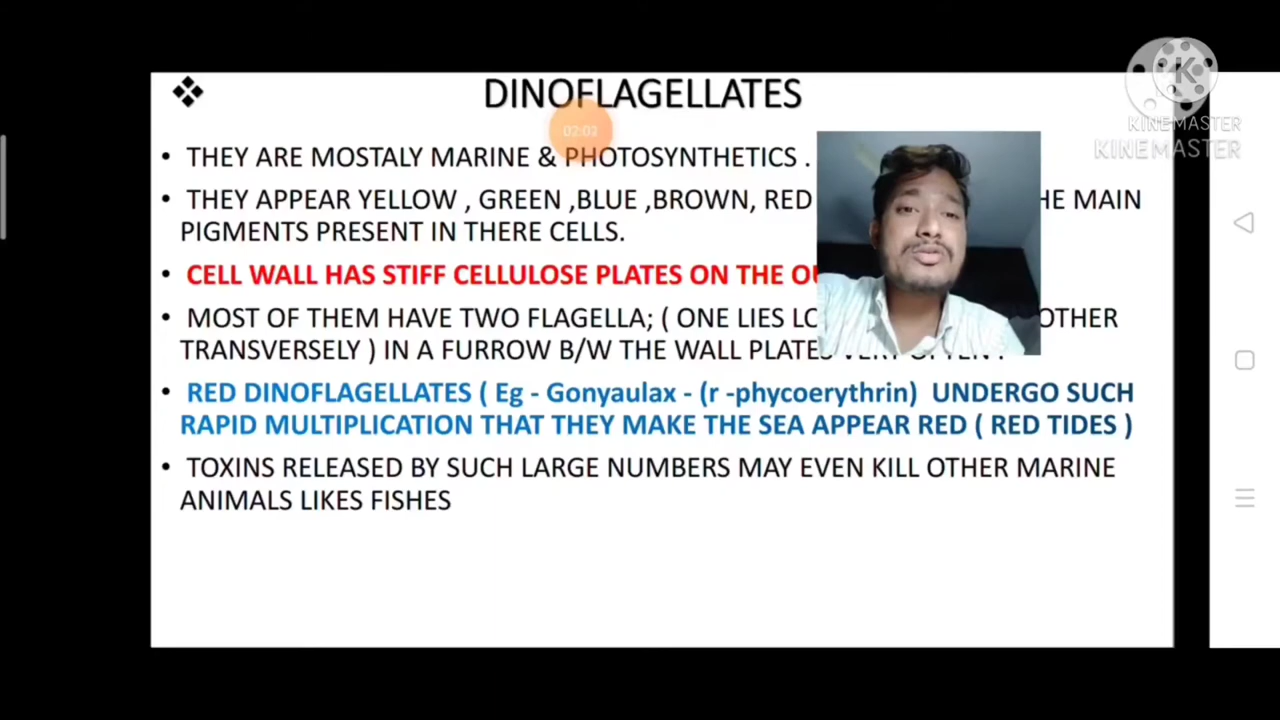 DINOFLAGELLATES
02:03
KINEMASTER
KINEMASTER
• THEY ARE MOSTALY MARINE & PHOTOSYNTHETICS .
• THEY APPEAR YELLOW , GREEN ,BLUE ,BROWN, RED HE MAIN
PIGMENTS PRESENT IN THERE CELLS.
• CELL WALL HAS STIFF CELLULOSE PLATES ON THE
• MOST OF THEM HAVE TWO FLAGELLA; ( ONE LIES OTHER
TRANSVERSELY ) IN A FURROW B/W THE WALL PLATES VERY OFTEN .
• RED DINOFLAGELLATES ( Eg - Gonyaulax - (r -phycoerythrin) UNDERGO SUCH
RAPID MULTIPLICATION THAT THEY MAKE THE SEA APPEAR RED ( RED TIDES )
• TOXINS RELEASED BY SUCH LARGE NUMBERS MAY EVEN KILL OTHER MARINE
ANIMALS LIKES FISHES